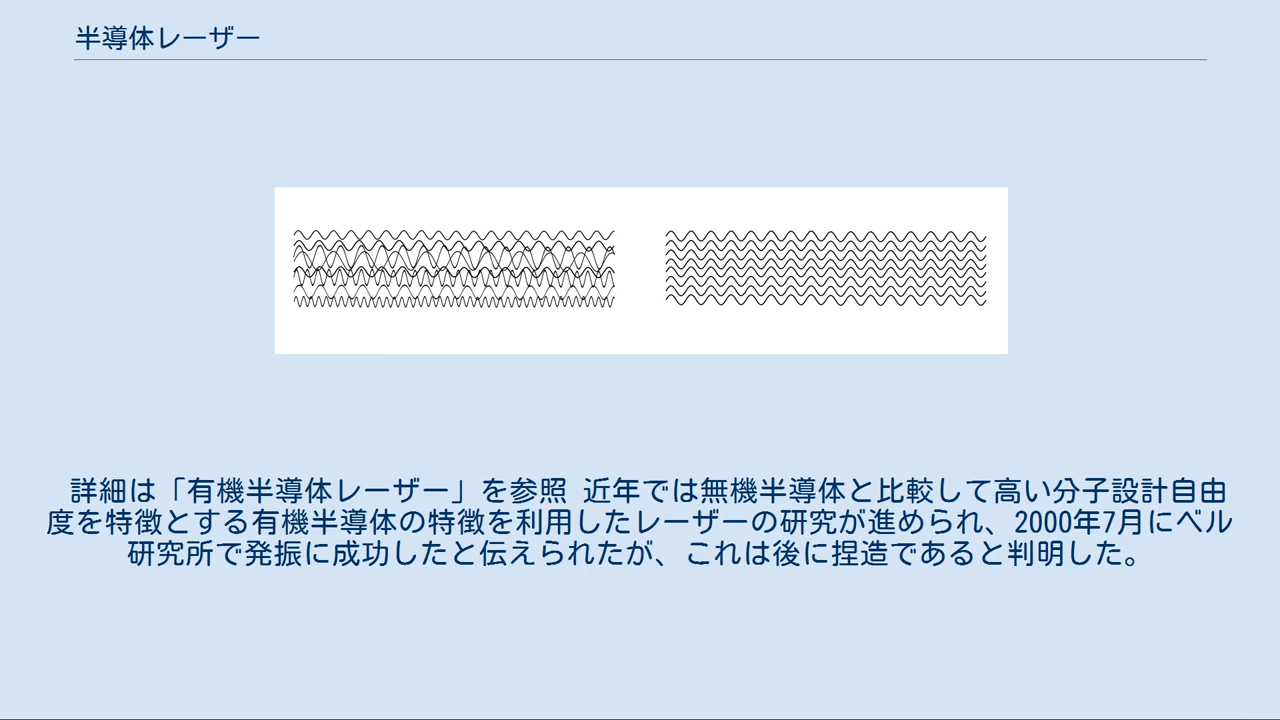 半導体レーザー
詳細は「有機半導体レーザー」を参照 近年では無機半導体と比較して高い分子設計自由
度を特徴とする有機半導体の特徴を利用したレーザーの研究が進められ、2000年7月にベル
研究所で発振に成功したと伝えられたが、これは後に捏造であると判明した。